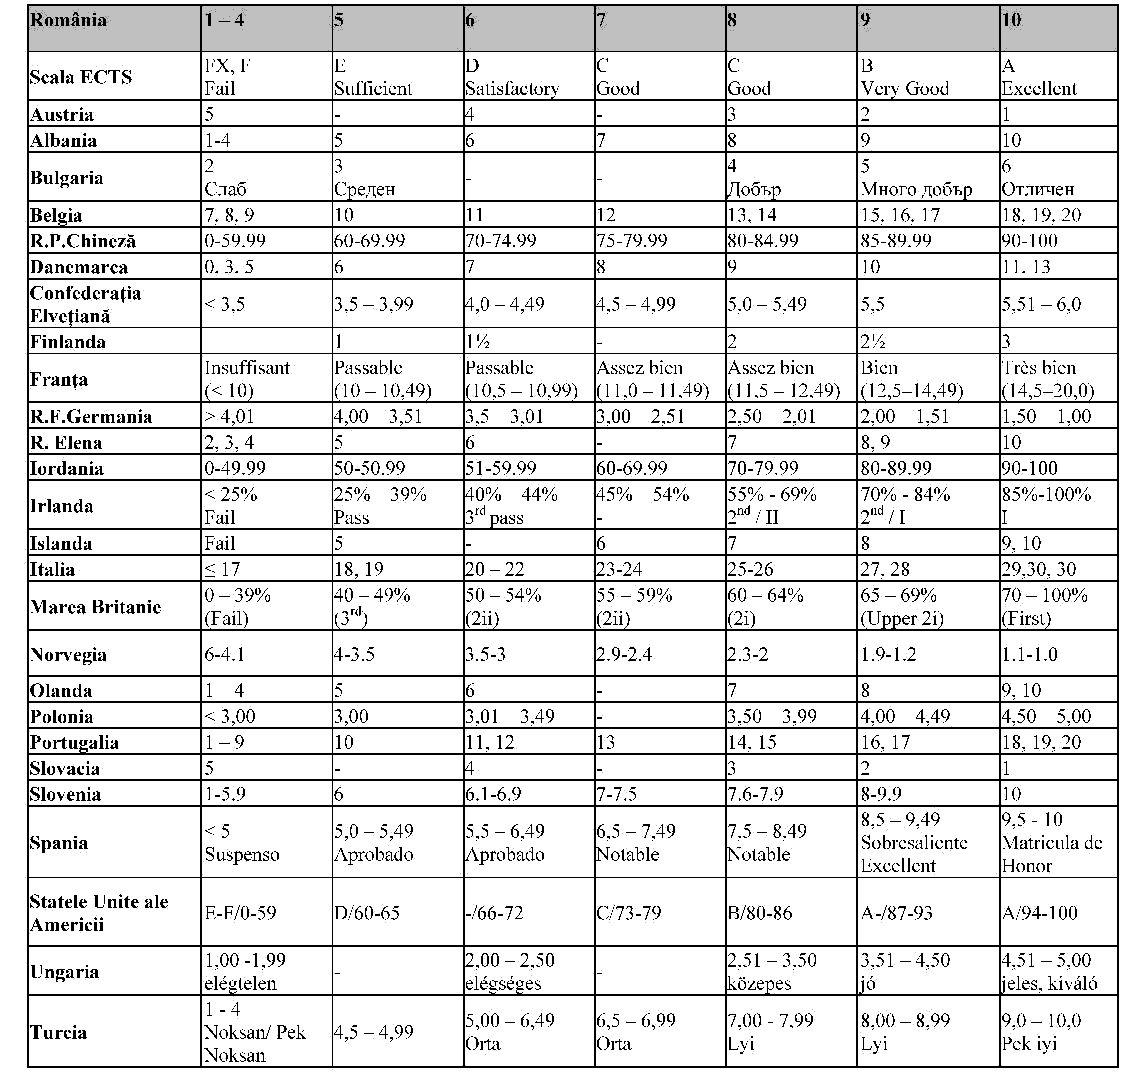 România 1 – 4 5 6 7 8 9 10
Scala ECTS FX, F Fail E Sufficient D Satisfactory C Good C Good B Very Good A Excellent
Austria 5 - 4 - 3 2 1
Albania 1-4 5 6 7 8 9 10
Bulgaria 2 Слаб 3 Среден - - 4 Добър 5 Много добър 6 Отличен
Belgia 7, 8, 9 10 11 12 13, 14 15, 16, 17 18, 19, 20
R.P.Chineză 0-59.99 60-69.99 70-74.99 75-79.99 80-84.99 85-89.99 90-100
Danemarca 0. 3. 5 6 7 8 9 10 11. 13
Confederaţia Elveţiană < 3,5 3,5 – 3,99 4,0 – 4,49 4,5 – 4,99 5,0 – 5,49 5,5 5,51 – 6,0
Finlanda 1 1½ - 2 2½ 3
Franţa Insuffisant (< 10) Passable (10 – 10,49) Passable (10,5 – 10,99) Assez bien (11,0 – 11,49) Assez bien (11,5 – 12,49) Bien (12,5–14,49) Très bien (14,5–20,0)
R.F.Germania > 4,01 4,00 3,51 3,5 3,01 3,00 2,51 2,50 2,01 2,00 1,51 1,50 1,00
R. Elena 2, 3, 4 5 6 - 7 8, 9 10
Iordania 0-49.99 50-50.99 51-59.99 60-69.99 70-79.99 80-89.99 90-100
Irlanda < 25% Fail 25% 39% Pass 40% 44% 3rd pass 45% 54% - 55% - 69% 2nd / II 70% - 84% 2nd / I 85%-100% I
Islanda Fail 5 - 6 7 8 9, 10
Italia ≤ 17 18, 19 20 – 22 23-24 25-26 27, 28 29,30, 30
Marea Britanie 0 – 39% (Fail) 40 – 49% (3rd) 50 – 54% (2ii) 55 – 59% (2ii) 60 – 64% (2i) 65 – 69% (Upper 2i) 70 – 100% (First)
Norvegia 6-4.1 4-3.5 3.5-3 2.9-2.4 2.3-2 1.9-1.2 1.1-1.0
Olanda 1 4 5 6 - 7 8 9, 10
Polonia < 3,00 3,00 3,01 3,49 - 3,50 3,99 4,00 4,49 4,50 5,00
Portugalia 1 – 9 10 11, 12 13 14, 15 16, 17 18, 19, 20
Slovacia 5 - 4 - 3 2 1
Slovenia 1-5.9 6 6.1-6.9 7-7.5 7.6-7.9 8-9.9 10
Spania < 5 Suspenso 5,0 – 5,49 Aprobado 5,5 – 6,49 Aprobado 6,5 – 7,49 Notable 7,5 – 8,49 Notable 8,5 – 9,49 Sobresaliente Excellent 9,5 - 10 Matricula de Honor
Statele Unite ale Americii E-F/0-59 D/60-65 -/66-72 C/73-79 B/80-86 A-/87-93 A/94-100
Ungaria 1,00 -1,99 elégtelen - 2,00 – 2,50 elégséges - 2,51 – 3,50 közepes 3,51 – 4,50 jó 4,51 – 5,00 jeles, kiváló
Turcia 1 - 4 Noksan/ Pek Noksan 4,5 – 4,99 5,00 – 6,49 Orta 6,5 – 6,99 Orta 7,00 - 7,99 Lyi 8,00 – 8,99 Lyi 9,0 – 10,0 Pek iyi